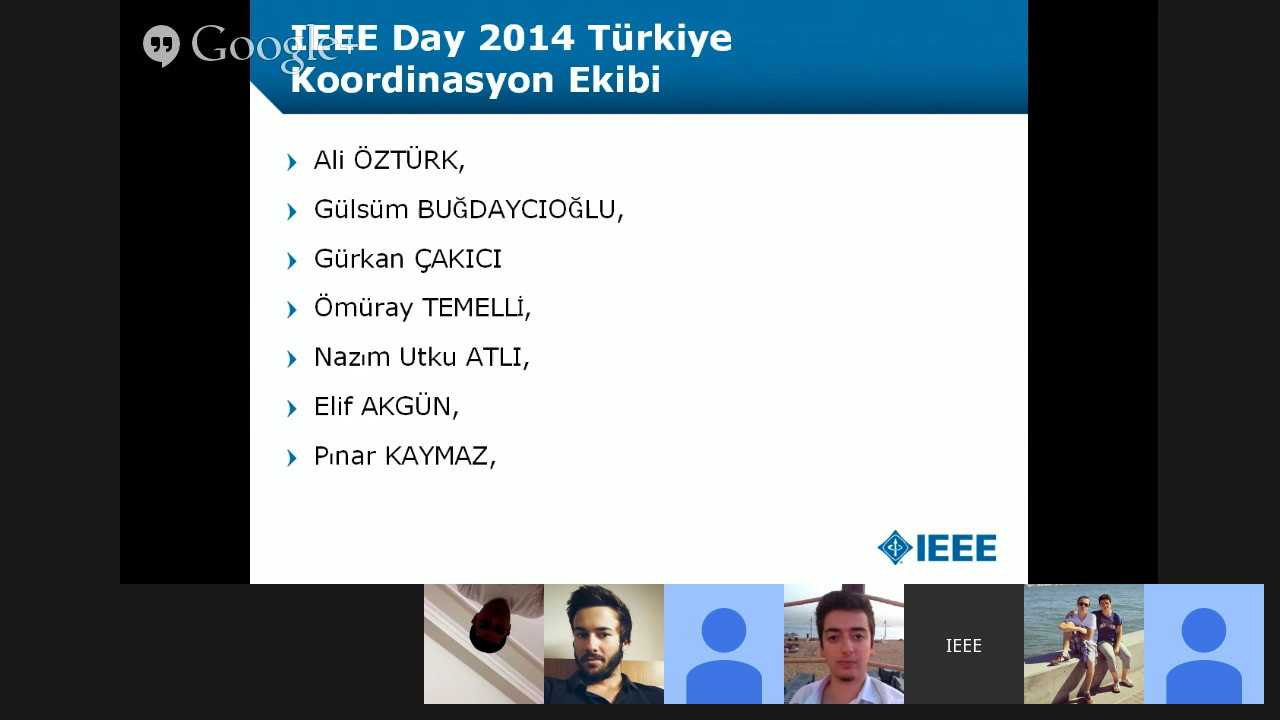 Google+
IEEE Day 2014 Türkiye
Koordinasyon Ekibi
Ali ÖZTÜRK,
Gülsüm BUĞDAYCIOĞLU,
Gürkan ÇAKICI
Ömüray TEMELLİ,
Nazım Utku ATLI,
Elif AKGÜN,
Pınar KAYMAZ,
IEEE
IEEE